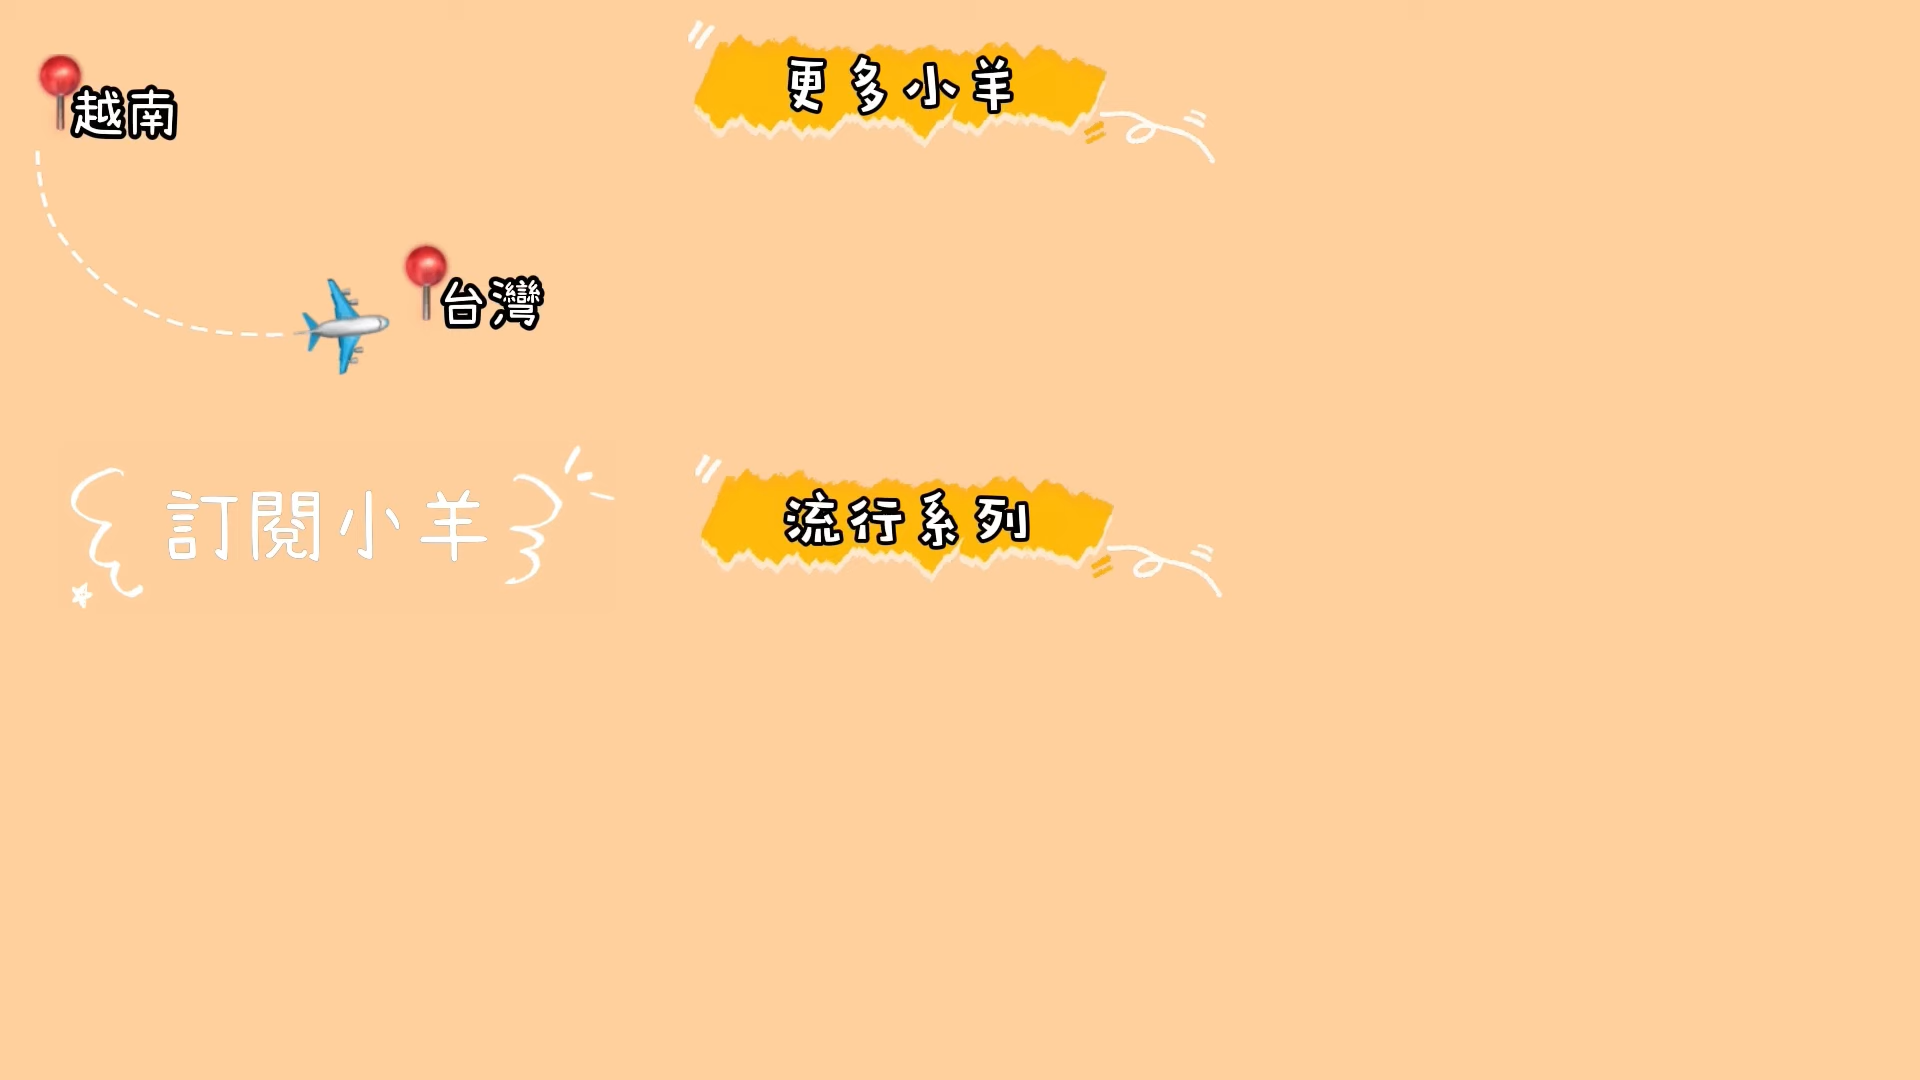 越南
台灣
更多小羊
訂閱小羊
流行系列